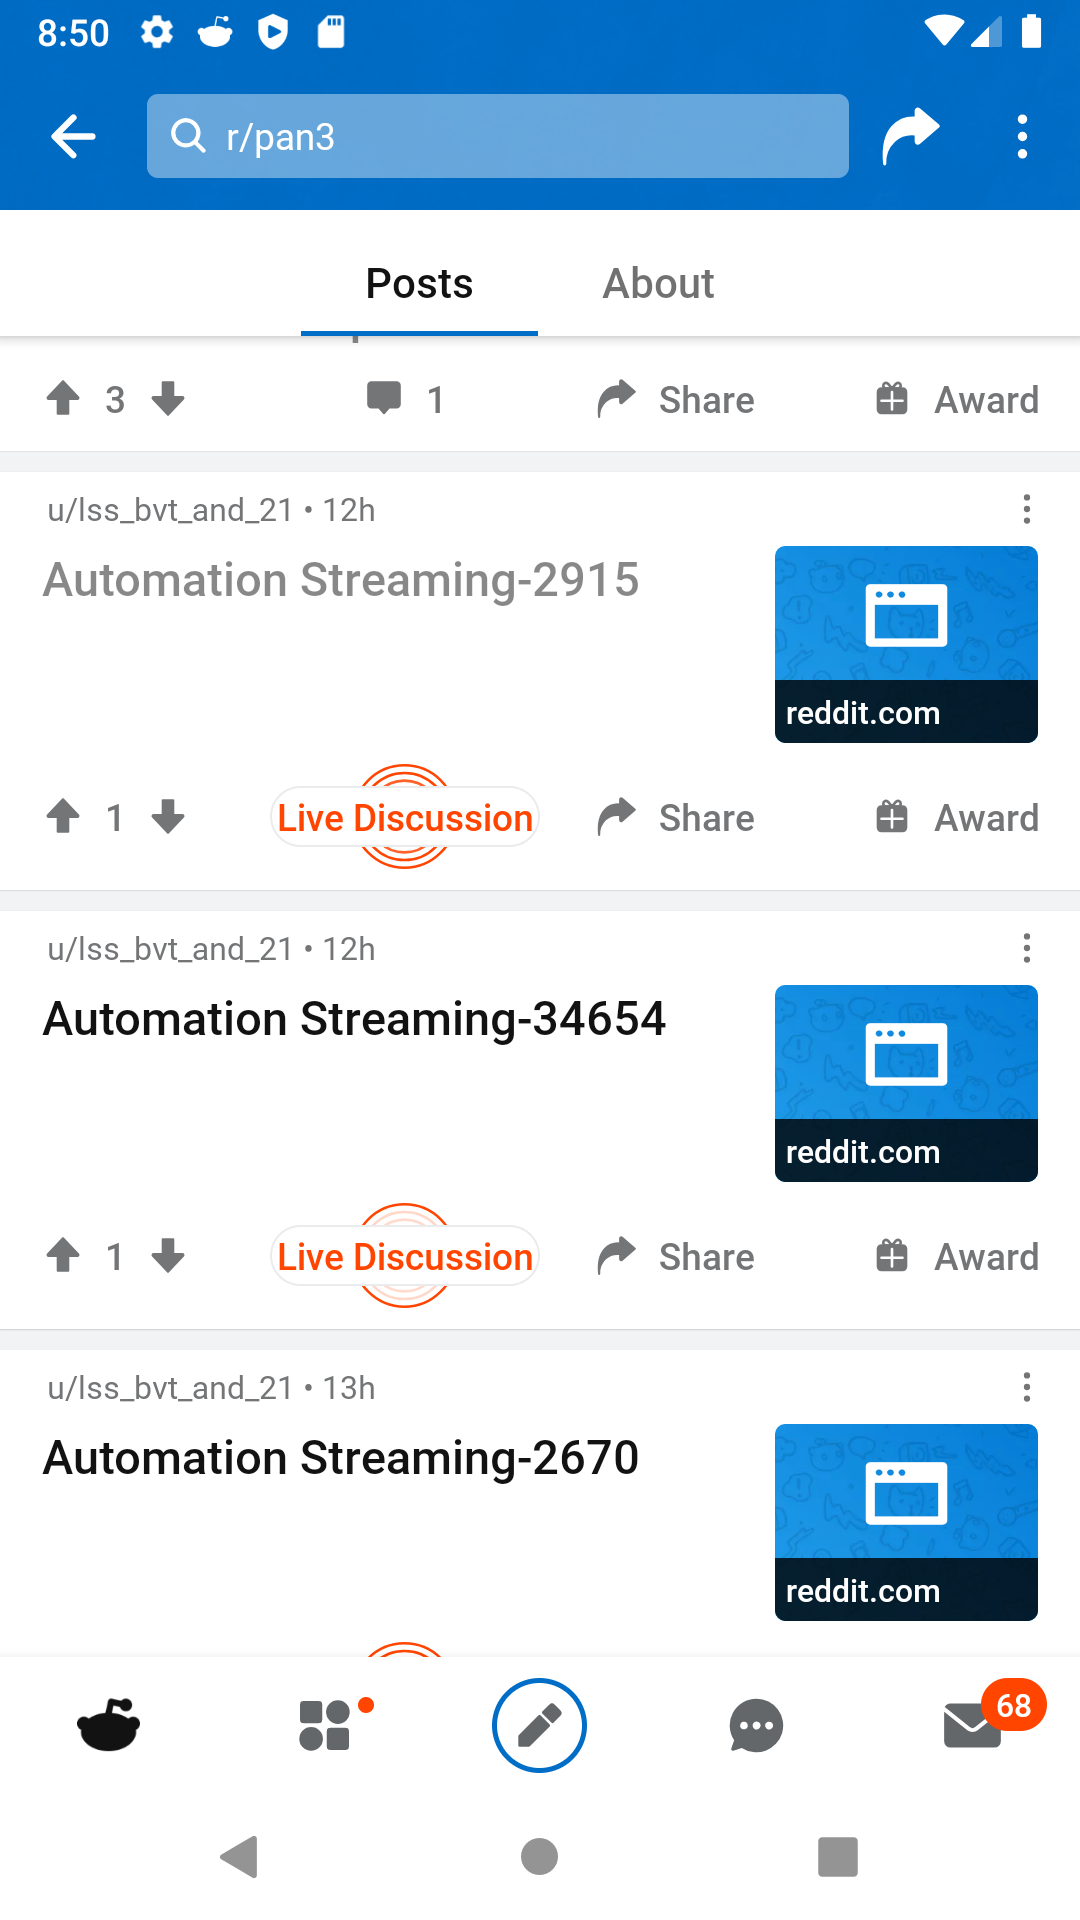 8:50
r/pan3
Posts About
3 1 Share Award
u/lss_bvt_and_21 • 12h
Automation Streaming-2915
reddit.com
1 Live Discussion Share Award
u/lss_bvt_and_21 • 12h
Automation Streaming-34654
reddit.com
1 Live Discussion Share Award
u/lss_bvt_and_21 • 13h
Automation Streaming-2670
reddit.com
68